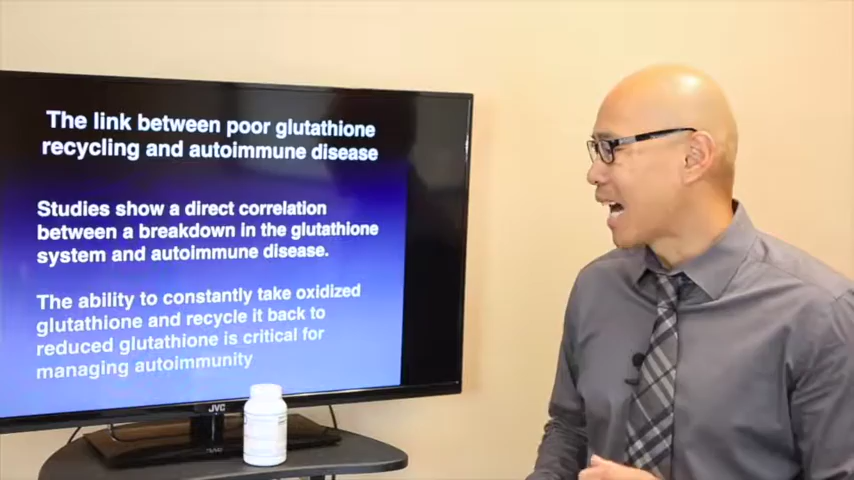 The link between poor glutathione
recycling and autoimmune disease
Studies show a direct correlation
between a breakdown in the glutathione
system and autoimmune disease.
The ability to constantly take oxidized
glutathione and recycle it back to
reduced glutathione is critical for
managing autoimmunity
JVC